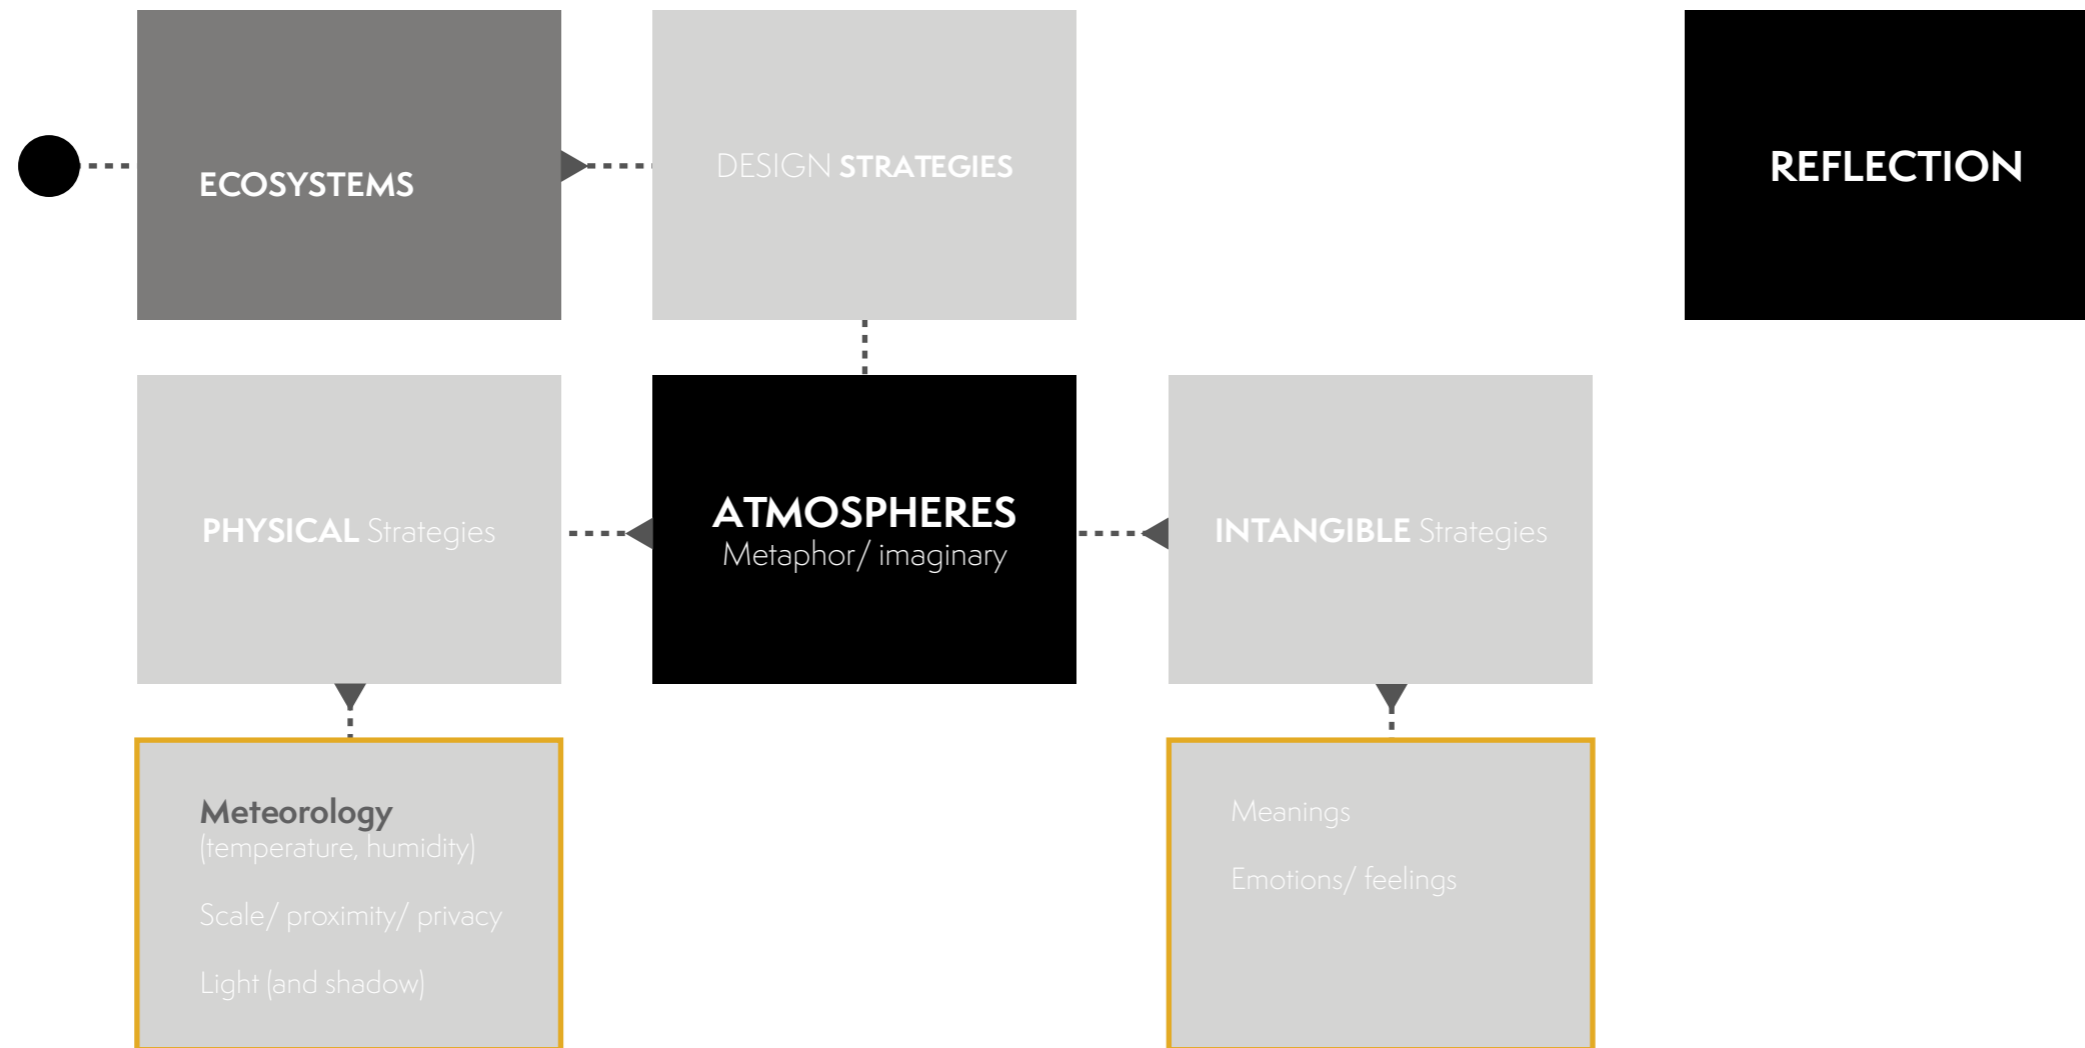 ECOSYSTEMS
DESIGN STRATEGIES
REFLECTION
PHYSICAL Strategies
ATMOSPHERES
Metaphor/ imaginary
INTANGIBLE Strategies
Meteorology
(temperature, humidity)
Scale/ proximity/ privacy
Light (and shadow)
Meanings
Emotions/ feelings